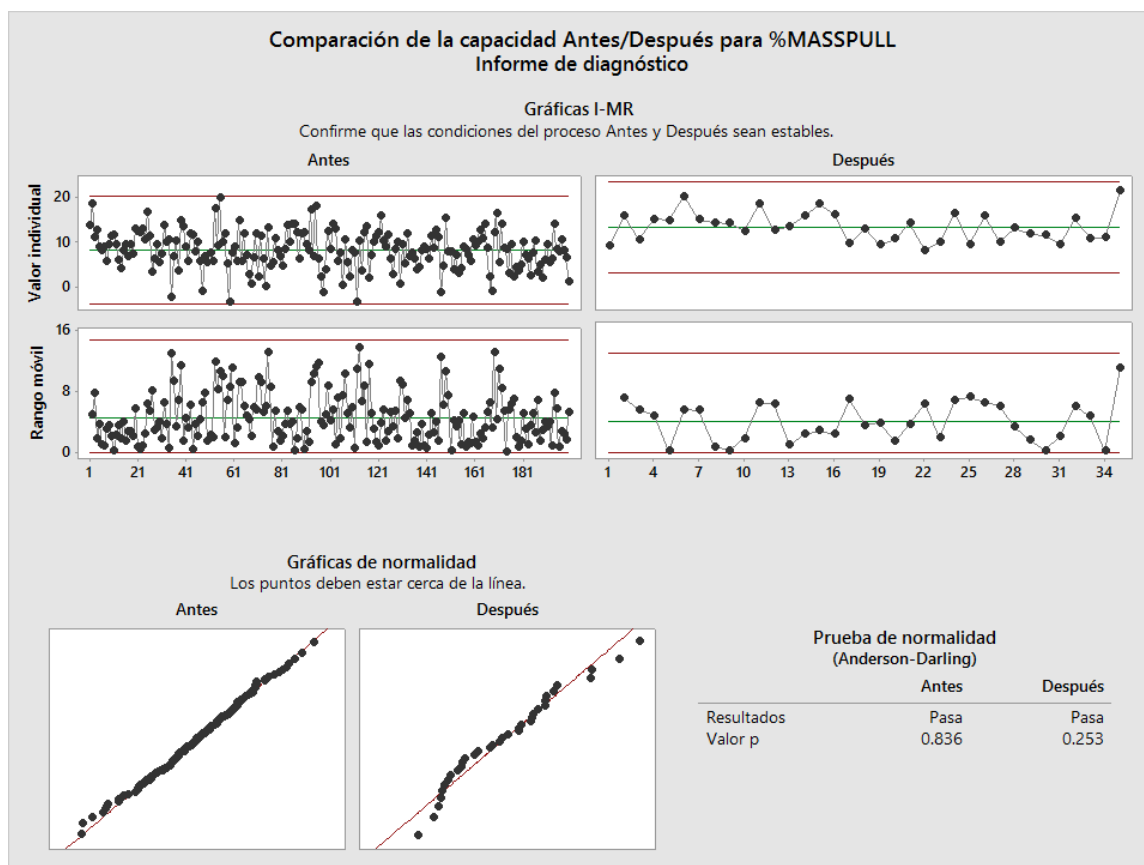 Comparación de la capacidad Antes/Después para %MASSPULL
Informe de diagnóstico
Gráficas I-MR
Confirme que las condiciones del proceso Antes y Después sean estables.
Antes
Después
Valor individual
20
10
0
Rango móvil
16
8
0
1 21 41 61 81 101 121 141 161 181
1 4 7 10 13 16 19 22 25 28 31 34
Gráficas de normalidad
Los puntos deben estar cerca de la línea.
Antes
Después
Prueba de normalidad
(Anderson-Darling)
Antes Después
Resultados Pasa Pasa
Valor p 0.836 0.253